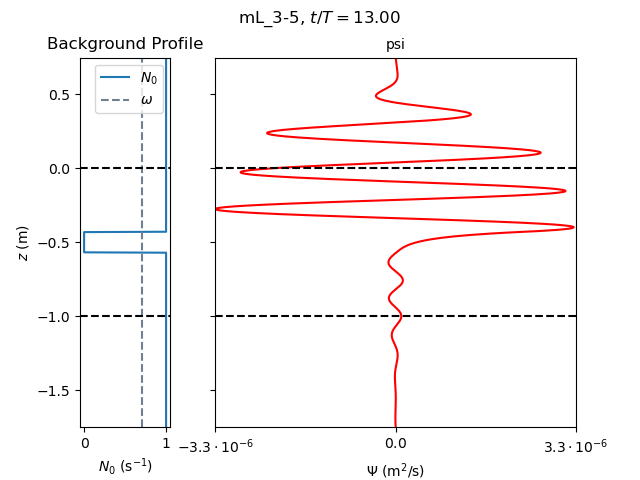 mL_3-5, t/T = 13.00
Background Profile
psi
N₀
ω
0.5
0.0
−0.5
−1.0
−1.5
z (m)
0
1
−3.3 · 10⁻⁶
0.0
3.3 · 10⁻⁶
N₀ (s⁻¹)
Ψ (m²/s)